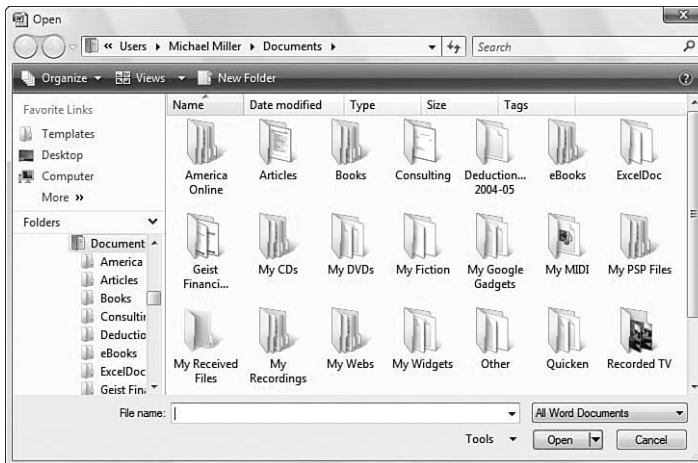 Open
« Users ▸ Michael Miller ▸ Documents ▸ Search
Organize Views New Folder
Favorite Links
Templates
Desktop
Computer
More »
Folders
Document
America
Articles
Books
Consultin
Deductio
eBooks
ExcelDoc
Geist Fina
Name Date modified Type Size Tags
America Online
Articles
Books
Consulting
Deduction... 2004-05
eBooks
ExcelDoc
Geist Financi...
My CDs
My DVDs
My Fiction
My Google Gadgets
My MIDI
My PSP Files
My Received Files
My Recordings
My Webs
My Widgets
Other
Quicken
Recorded TV
File name: All Word Documents
Tools Open Cancel